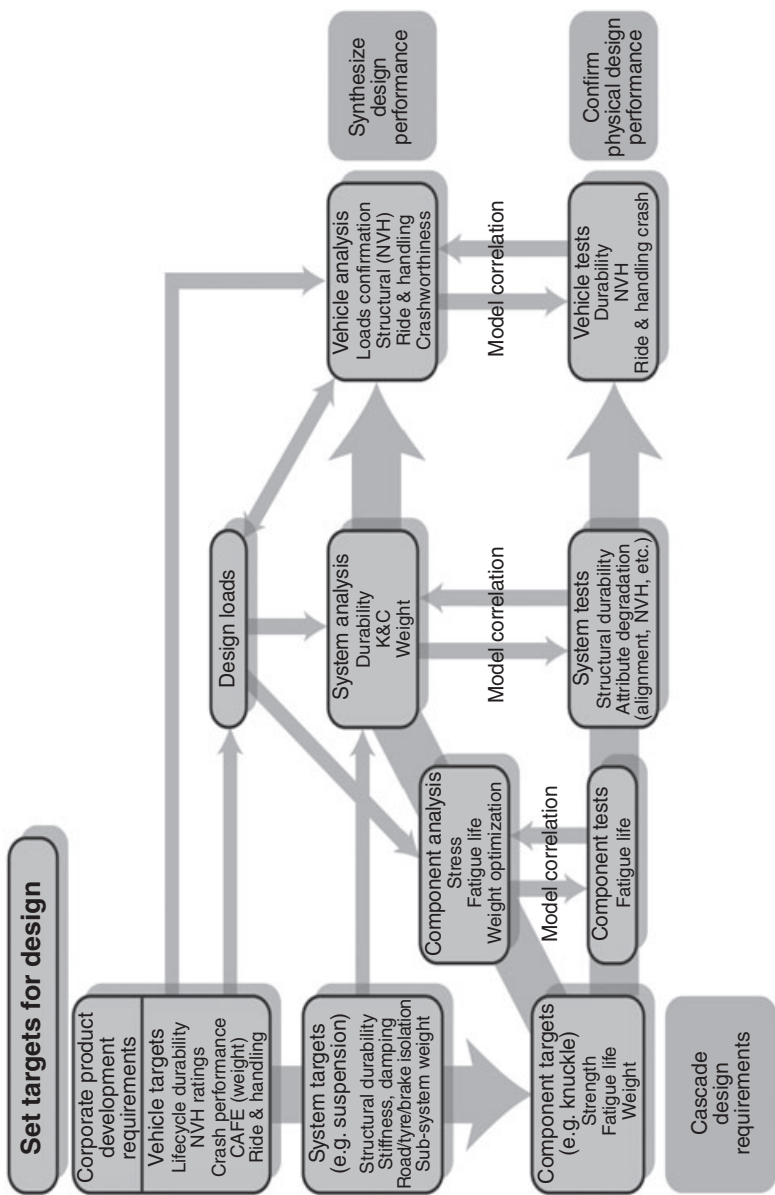 Set targets for design
Corporate product
development
requirements
Vehicle targets
Lifecycle durability
NVH ratings
Crash performance
CAFE (weight)
Ride & handling
System targets
(e.g. suspension)
Structural durability
Stiffness, damping
Road/tyre/brake isolation
Sub-system weight
Component targets
(e.g. knuckle)
Strength
Fatigue life
Weight
Cascade
design
requirements
Design loads
Component analysis
Stress
Fatigue life
Weight optimization
Model correlation
Component tests
Fatigue life
System analysis
Durability
K&C
Weight
Model correlation
System tests
Structural durability
Attribute degradation
(alignment, NVH, etc.)
Vehicle analysis
Loads confirmation
Structural (NVH)
Ride & handling
Crashworthiness
Model correlation
Vehicle tests
Durability
NVH
Ride & handling crash
Synthesize
design
performance
Confirm
physical design
performance